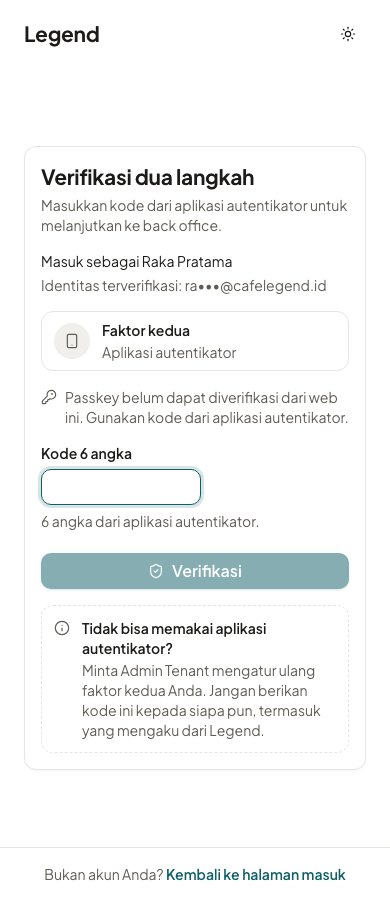 Legend
Verifikasi dua langkah
Masukkan kode dari aplikasi autentikator untuk
melanjutkan ke back office.
Masuk sebagai Raka Pratama
Identitas terverifikasi: ra•••@cafelegend.id
Faktor kedua
Aplikasi autentikator
Passkey belum dapat diverifikasi dari web
ini. Gunakan kode dari aplikasi autentikator.
Kode 6 angka
6 angka dari aplikasi autentikator.
Verifikasi
Tidak bisa memakai aplikasi
autentikator?
Minta Admin Tenant mengatur ulang
faktor kedua Anda. Jangan berikan
kode ini kepada siapa pun, termasuk
yang mengaku dari Legend.
Bukan akun Anda? Kembali ke halaman masuk